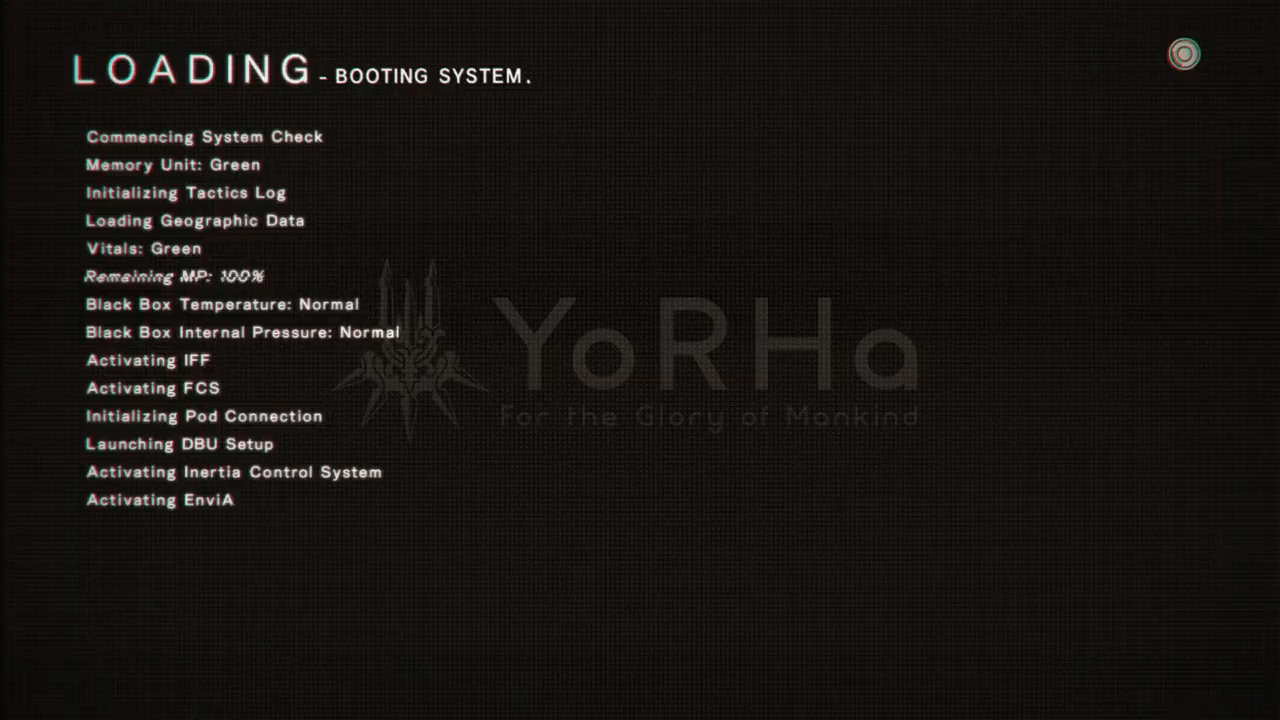 LOADING - BOOTING SYSTEM.
Commencing System Check
Memory Unit: Green
Initializing Tactics Log
Loading Geographic Data
Vitals: Green
Remaining MP: 100%
Black Box Temperature: Normal
Black Box Internal Pressure: Normal
Activating IFF
Activating FCS
Initializing Pod Connection
Launching DBU Setup
Activating Inertia Control System
Activating EnviA
YoRHa
For the Glory of Mankind